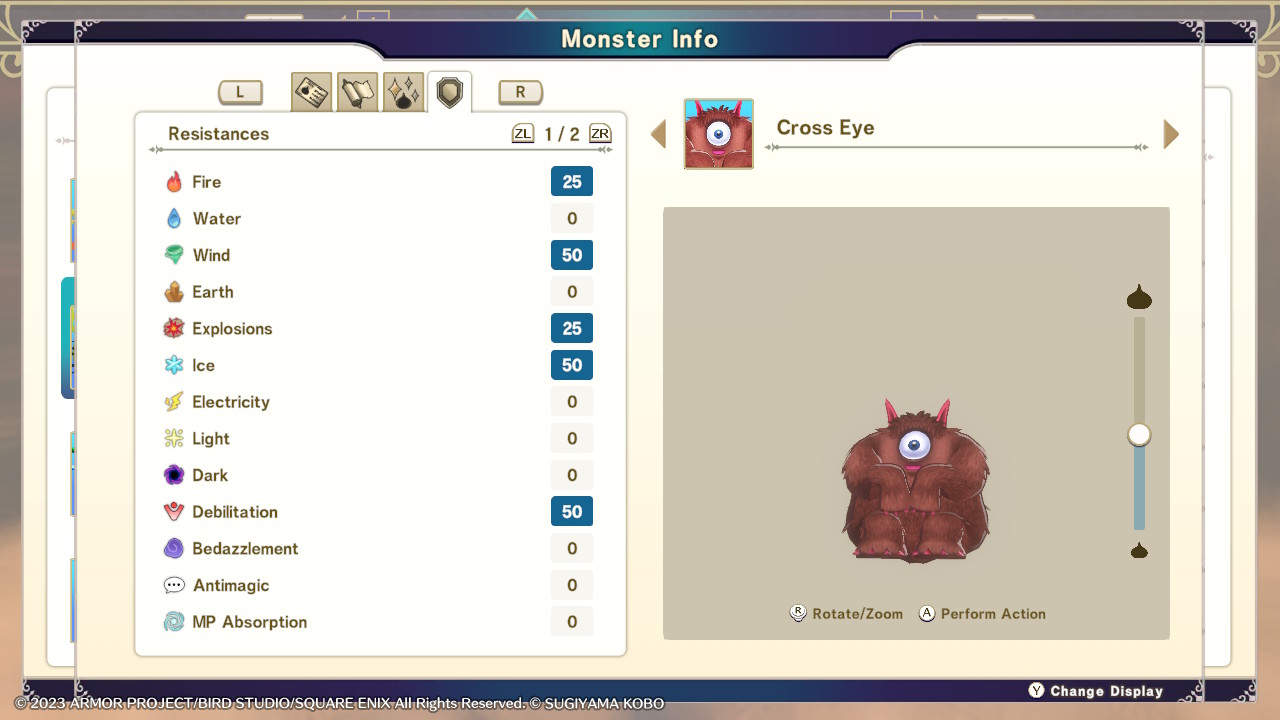 Monster Info
L
R
Resistances
ZL 1 / 2 ZR
Fire 25
Water 0
Wind 50
Earth 0
Explosions 25
Ice 50
Electricity 0
Light 0
Dark 0
Debilitation 50
Bedazzlement 0
Antimagic 0
MP Absorption 0
Cross Eye
R Rotate/Zoom A Perform Action
Y Change Display
© 2023 ARMOR PROJECT/BIRD STUDIO/SQUARE ENIX All Rights Reserved. © SUGIYAMA KOBO